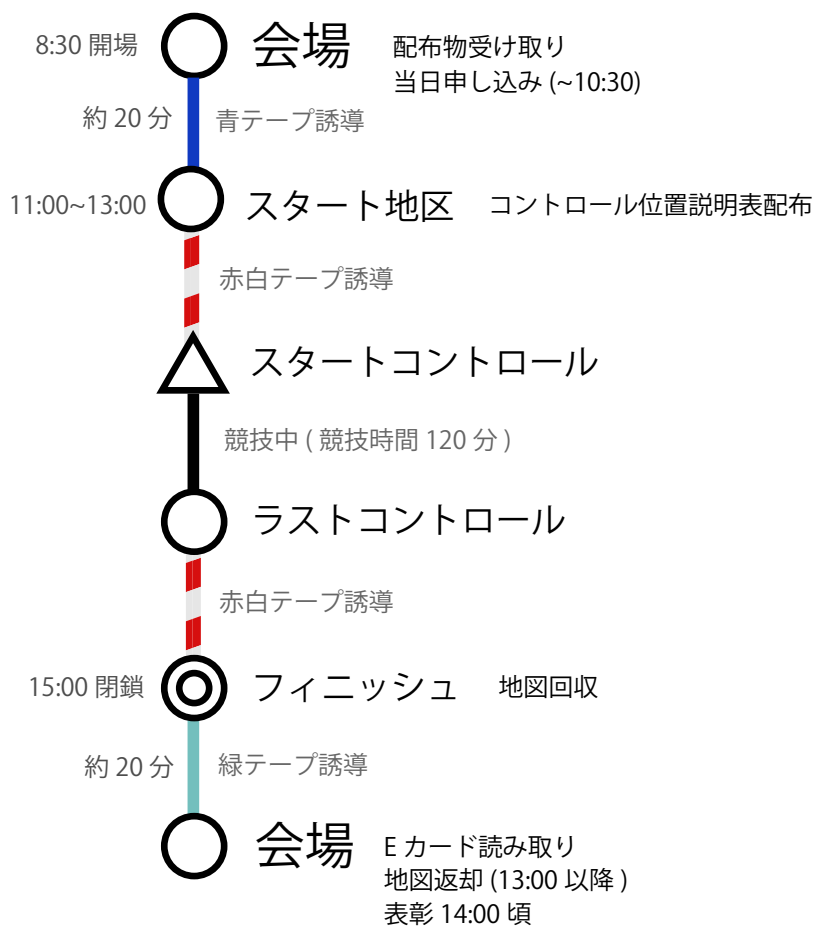 8:30 開場
会場
配布物受け取り
当日申し込み (~10:30)
約 20 分
青テープ誘導
11:00~13:00
スタート地区
コントロール位置説明表配布
赤白テープ誘導
スタートコントロール
競技中 ( 競技時間 120 分 )
ラストコントロール
赤白テープ誘導
15:00 閉鎖
フィニッシュ
地図回収
約 20 分
緑テープ誘導
会場
E カード読み取り
地図返却 (13:00 以降 )
表彰 14:00 頃